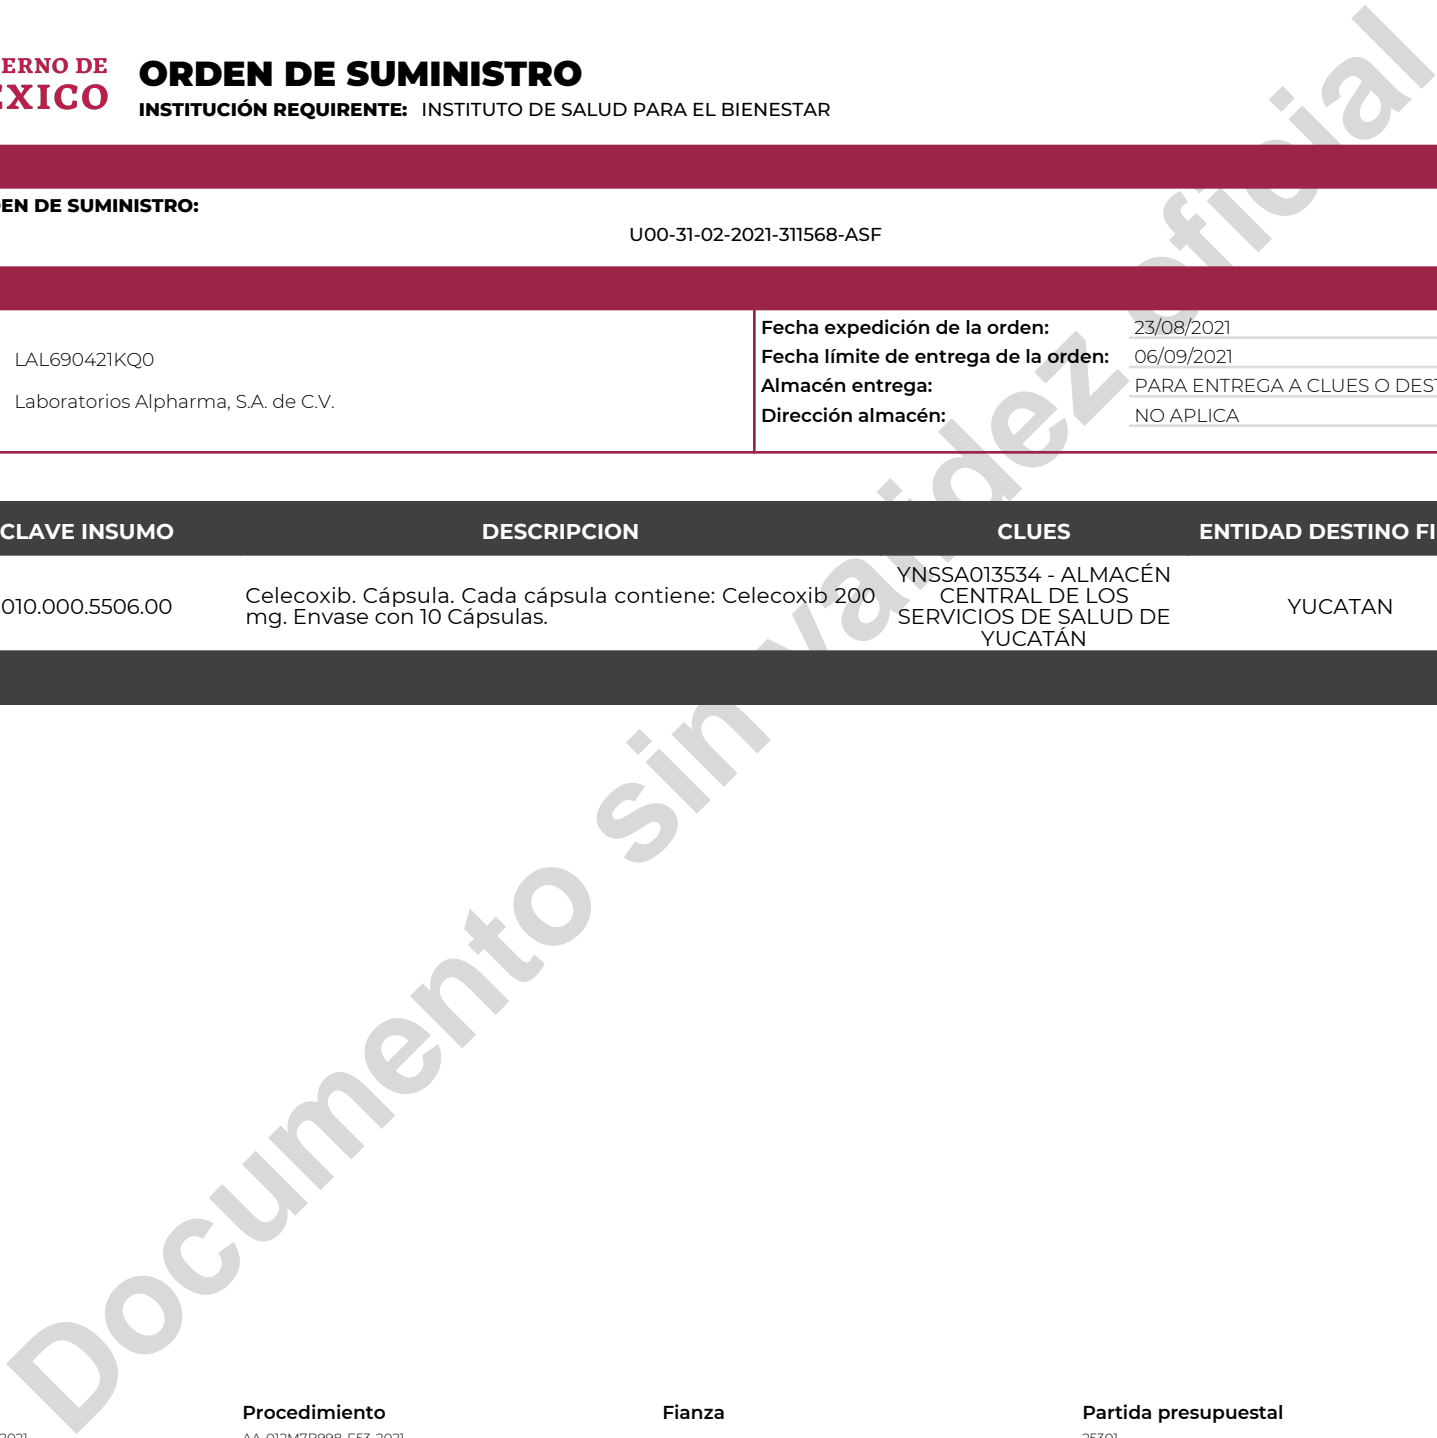 ERNO DE
EXICO
ORDEN DE SUMINISTRO
INSTITUCIÓN REQUIRENTE: INSTITUTO DE SALUD PARA EL BIENESTAR
EN DE SUMINISTRO:
U00-31-02-2021-311568-ASF
LAL690421KQ0
Laboratorios Alpharma, S.A. de C.V.
Fecha expedición de la orden: 23/08/2021
Fecha límite de entrega de la orden: 06/09/2021
Almacén entrega: PARA ENTREGA A CLUES O DEST
Dirección almacén: NO APLICA
CLAVE INSUMO DESCRIPCION CLUES ENTIDAD DESTINO FI
010.000.5506.00
Celecoxib. Cápsula. Cada cápsula contiene: Celecoxib 200
mg. Envase con 10 Cápsulas.
YNSSA013534 - ALMACÉN
CENTRAL DE LOS
SERVICIOS DE SALUD DE
YUCATÁN
YUCATAN
Documento sin validez oficial
Procedimiento Fianza Partida presupuestal